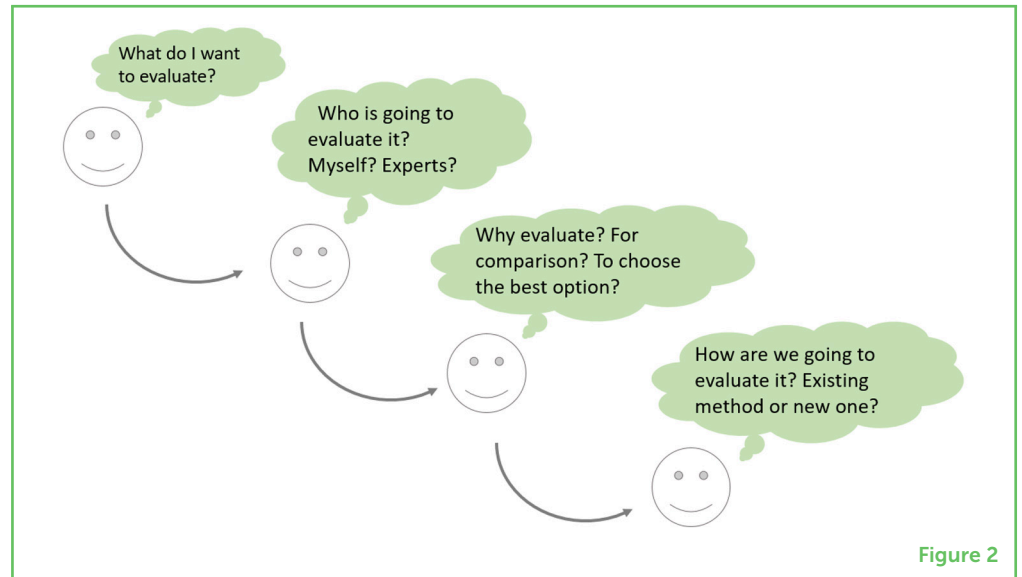 What do I want
to evaluate?
Who is going to
evaluate it?
Myself? Experts?
Why evaluate? For
comparison? To choose
the best option?
How are we going to
evaluate it? Existing
method or new one?
Figure 2